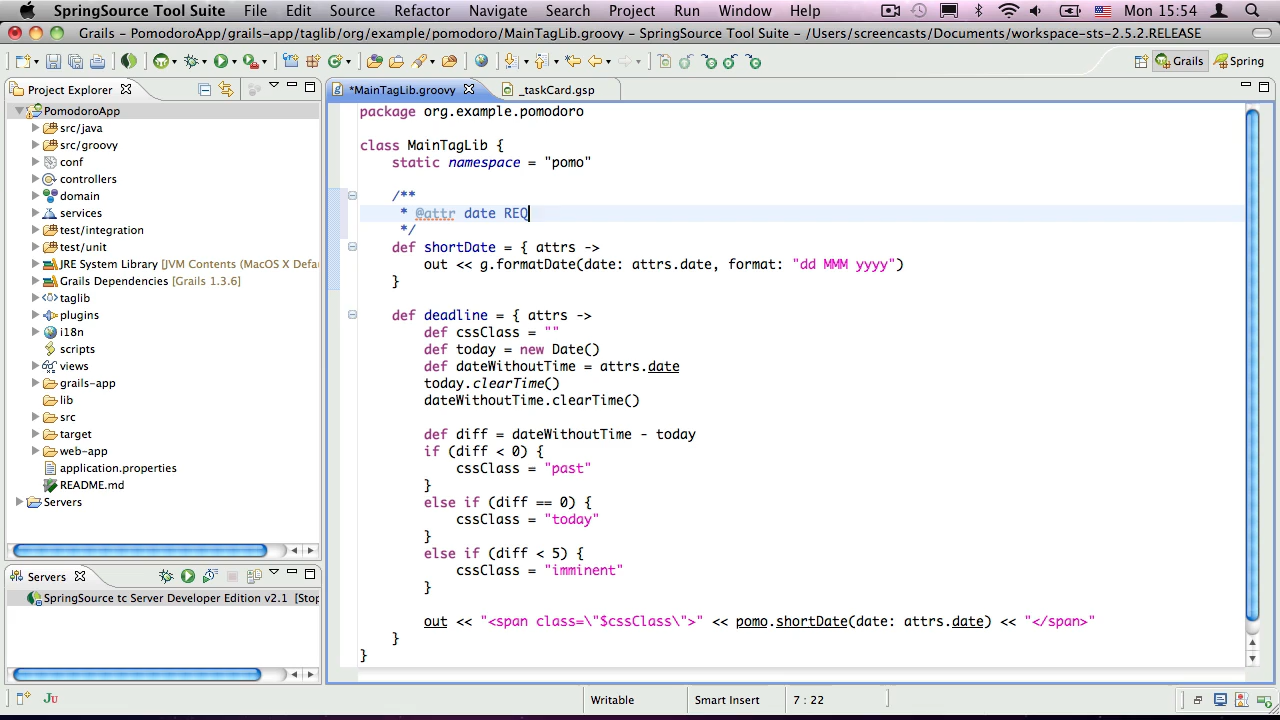 SpringSource Tool Suite File Edit Source Refactor Navigate Search Project Run Window Help Mon 15:54
Grails - PomodoroApp/grails-app/taglib/org/example/pomodoro/MainTagLib.groovy - SpringSource Tool Suite - /Users/screencasts/Documents/workspace-sts-2.5.2.RELEASE
Grails Spring
Project Explorer
PomodoroApp
src/java
src/groovy
conf
controllers
domain
services
test/integration
test/unit
JRE System Library [JVM Contents (MacOS X Defa
Grails Dependencies [Grails 1.3.6]
taglib
plugins
i18n
scripts
views
grails-app
lib
src
target
web-app
application.properties
README.md
Servers
Servers
SpringSource tc Server Developer Edition v2.1 [Stop
*MainTagLib.groovy _taskCard.gsp
package org.example.pomodoro
class MainTagLib {
static namespace = "pomo"
/**
* @attr date REQ
*/
def shortDate = { attrs ->
out << g.formatDate(date: attrs.date, format: "dd MMM yyyy")
}
def deadline = { attrs ->
def cssClass = ""
def today = new Date()
def dateWithoutTime = attrs.date
today.clearTime()
dateWithoutTime.clearTime()
def diff = dateWithoutTime - today
if (diff < 0) {
cssClass = "past"
}
else if (diff == 0) {
cssClass = "today"
}
else if (diff < 5) {
cssClass = "imminent"
}
out << "<span class=\"$cssClass\">" << pomo.shortDate(date: attrs.date) << "</span>"
}
}
Ju
Writable Smart Insert 7 : 22